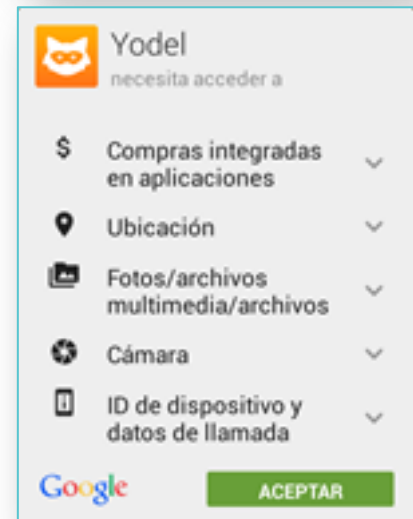 Yodel
necesita acceder a
$ Compras integradas
en aplicaciones
Ubicación
Fotos/archivos
multimedia/archivos
Cámara
ID de dispositivo y
datos de llamada
Google
ACEPTAR